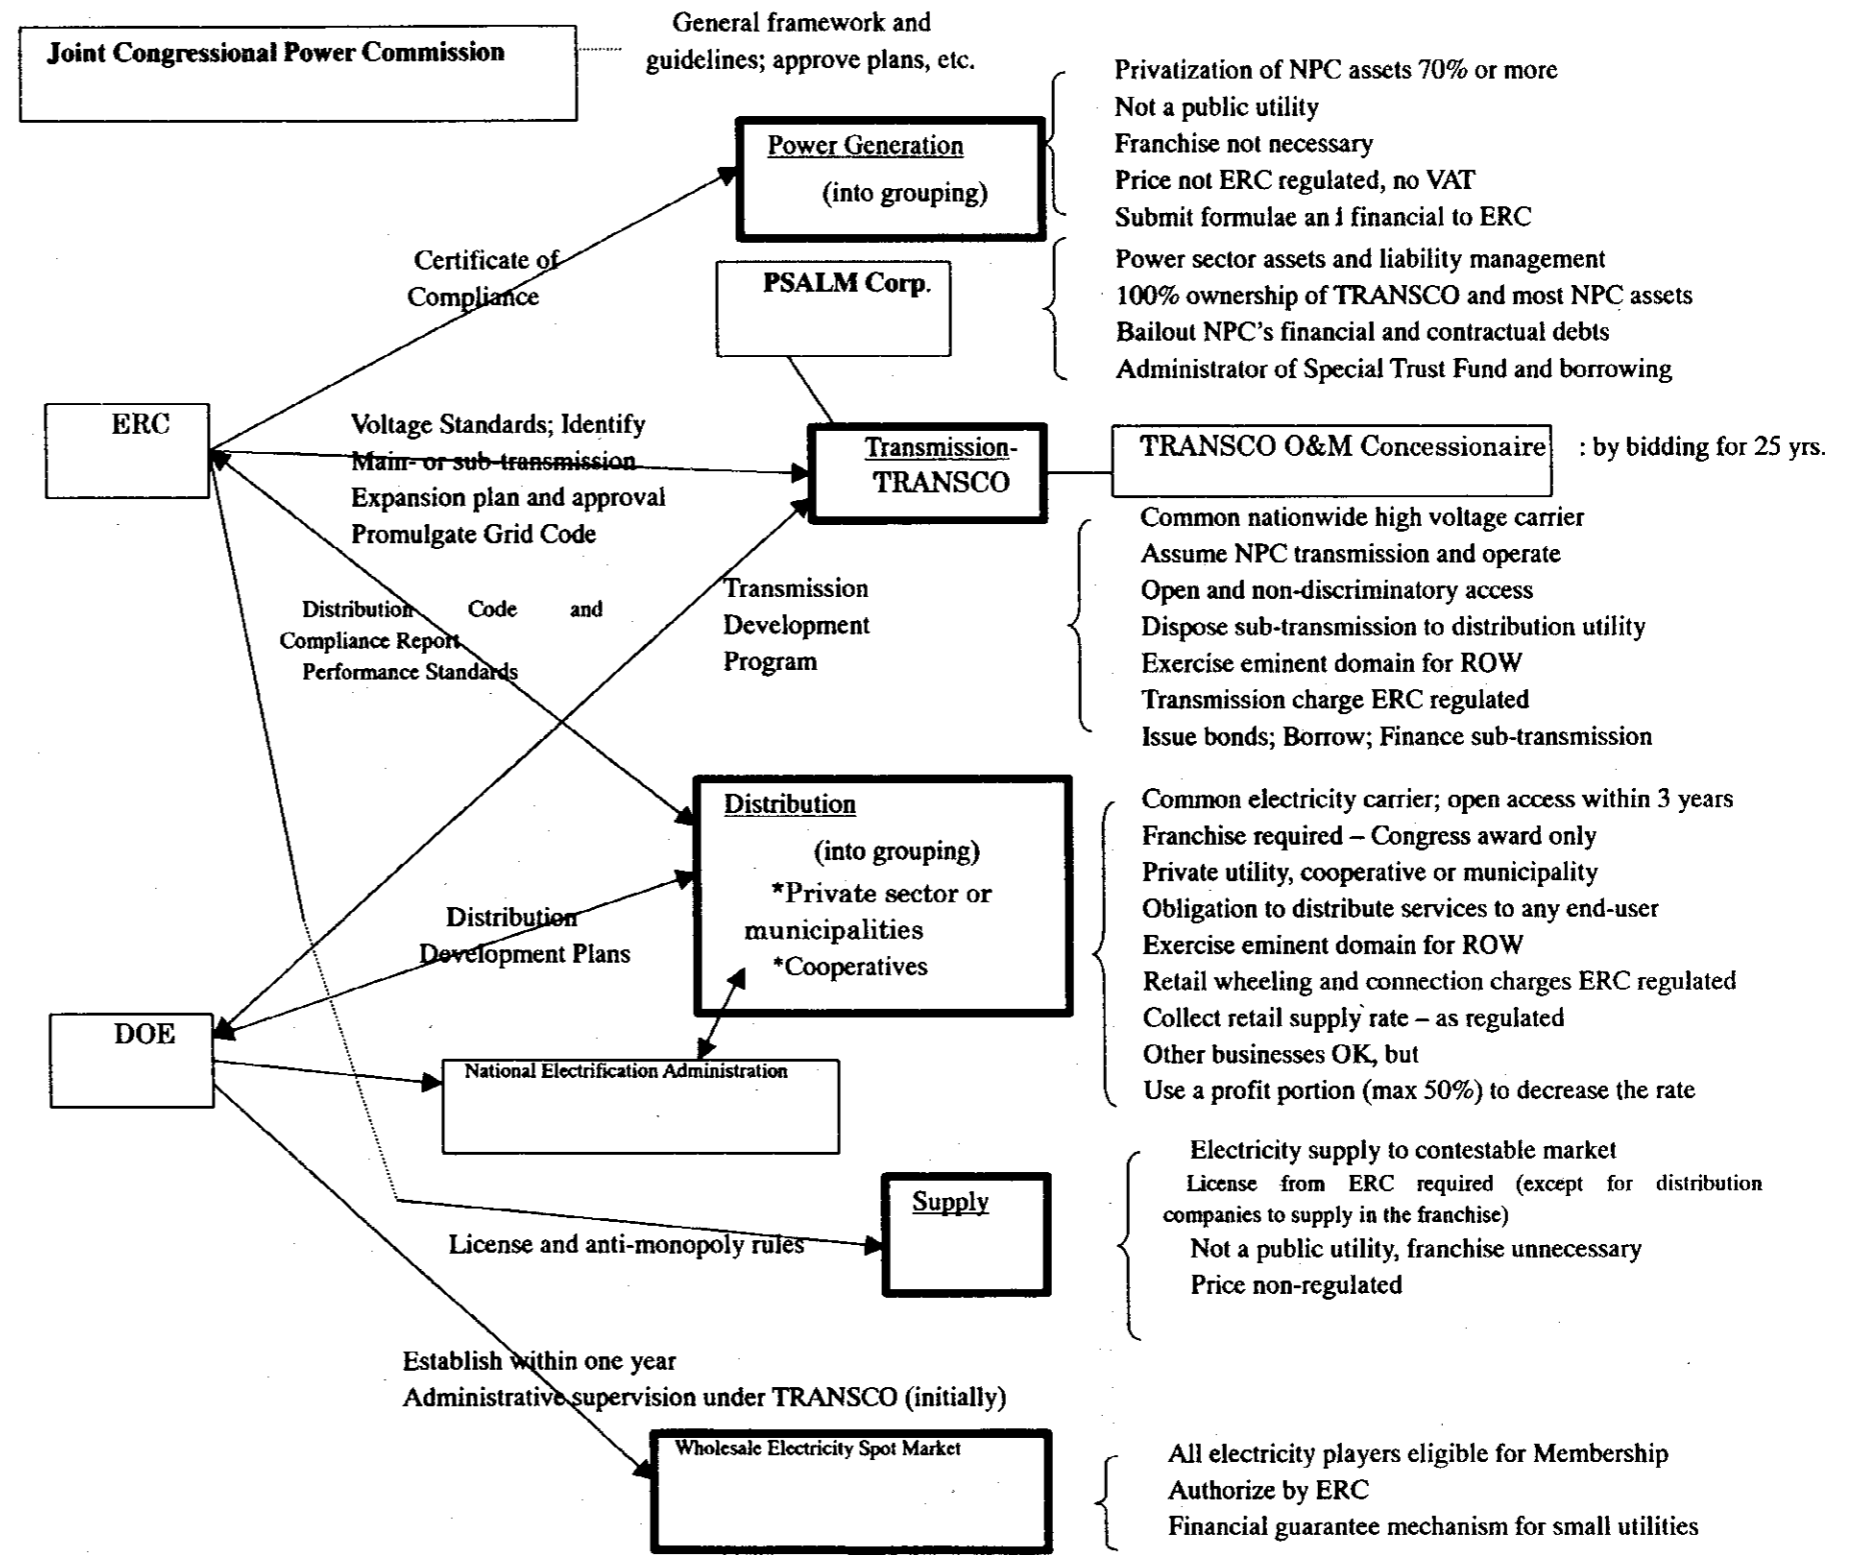 General framework and
guidelines; approve plans, etc.
Joint Congressional Power Commission
Privatization of NPC assets 70% or more
Not a public utility
Franchise not necessary
Price not ERC regulated, no VAT
Submit formulae an l financial to ERC
Power Generation
(into grouping)
Certificate of
Compliance
PSALM Corp.
Power sector assets and liability management
100% ownership of TRANSCO and most NPC assets
Bailout NPC's financial and contractual debts
Administrator of Special Trust Fund and borrowing
ERC
Voltage Standards; Identify
Main- or sub-transmission
Expansion plan and approval
Promulgate Grid Code
Transmission-
TRANSCO
TRANSCO O&M Concessionaire
: by bidding for 25 yrs.
Common nationwide high voltage carrier
Assume NPC transmission and operate
Open and non-discriminatory access
Dispose sub-transmission to distribution utility
Exercise eminent domain for ROW
Transmission charge ERC regulated
Issue bonds; Borrow; Finance sub-transmission
Distribution Code and
Compliance Report
Performance Standards
Transmission
Development
Program
Distribution
(into grouping)
*Private sector or
municipalities
*Cooperatives
Common electricity carrier; open access within 3 years
Franchise required – Congress award only
Private utility, cooperative or municipality
Obligation to distribute services to any end-user
Exercise eminent domain for ROW
Retail wheeling and connection charges ERC regulated
Collect retail supply rate – as regulated
Other businesses OK, but
Use a profit portion (max 50%) to decrease the rate
Distribution
Development Plans
DOE
National Electrification Administration
Supply
License and anti-monopoly rules
Electricity supply to contestable market
License from ERC required (except for distribution
companies to supply in the franchise)
Not a public utility, franchise unnecessary
Price non-regulated
Establish within one year
Administrative supervision under TRANSCO (initially)
Wholesale Electricity Spot Market
All electricity players eligible for Membership
Authorize by ERC
Financial guarantee mechanism for small utilities